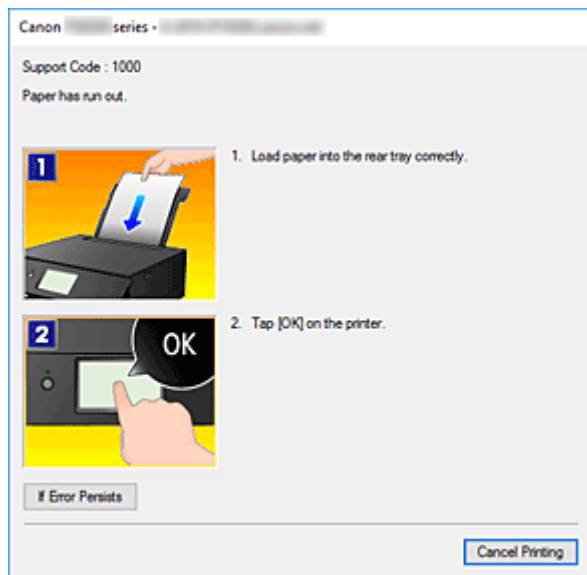 Canon series -
Support Code : 1000
Paper has run out.
1
1. Load paper into the rear tray correctly.
2
OK
2. Tap [OK] on the printer.
If Error Persists
Cancel Printing